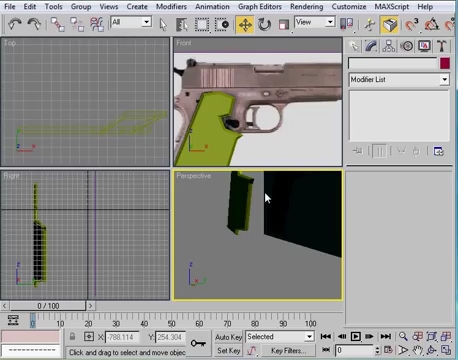 File Edit Tools Group Views Create Modifiers Animation Graph Editors Rendering Customize MAXScript Help
All
View
Top
Front
Modifier List
Right
Perspective
0 / 100
0 10 20 30 40 50 60 70 80 90 100
X: -788.114 Y: 254.304
Auto Key Selected
Click and drag to select and move objec
Set Key Key Filters... 0